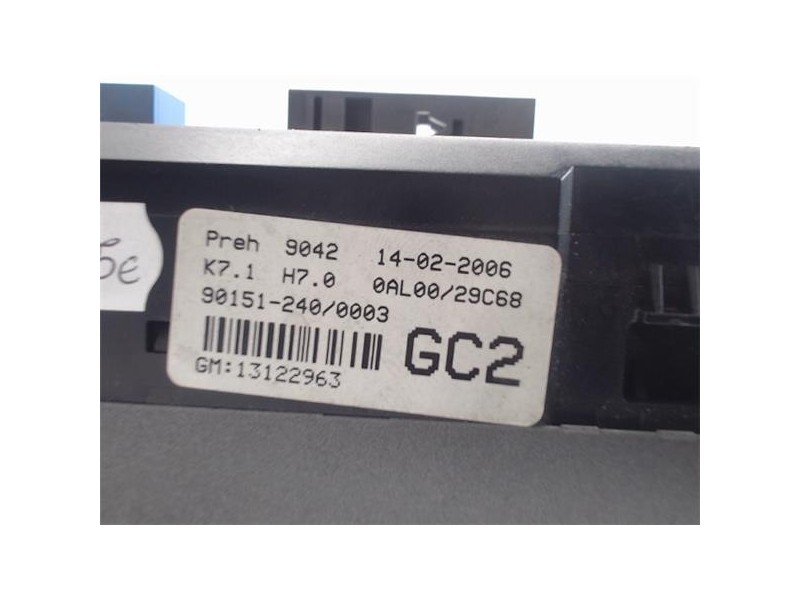 Preh 9042 14-02-2006
K7.1 H7.0 0AL00/29C68
90151-240/0003
GC2
GM:13122963